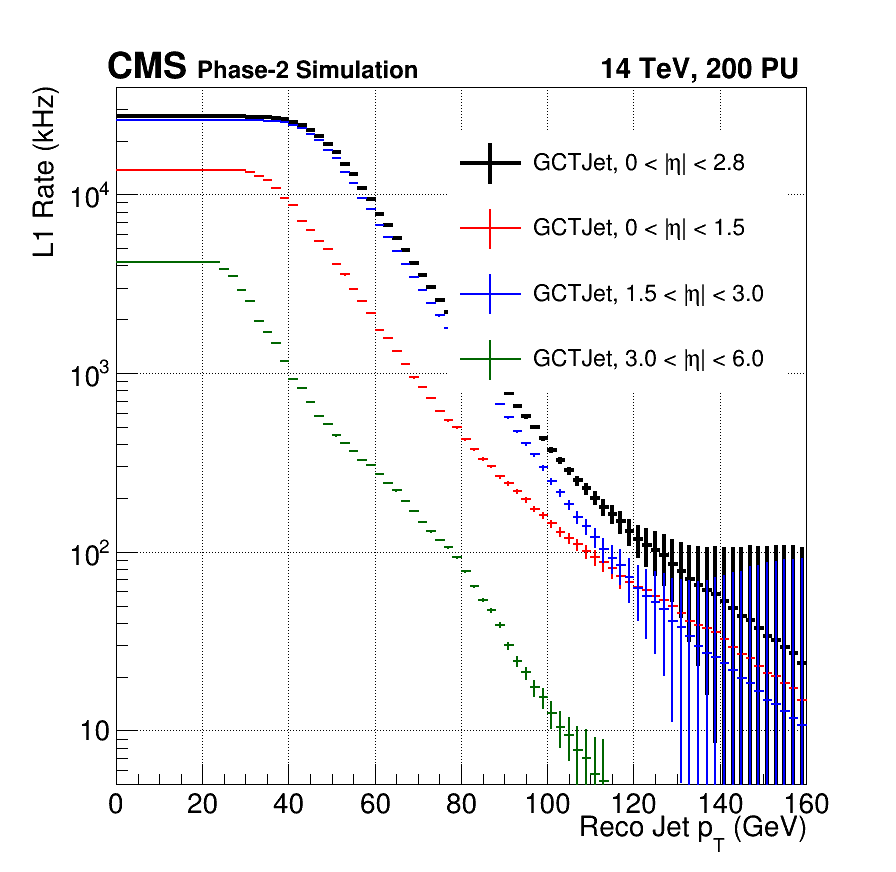 CMS Phase-2 Simulation 14 TeV, 200 PU
L1 Rate (kHz)
GCTJet, 0 < |η| < 2.8
GCTJet, 0 < |η| < 1.5
GCTJet, 1.5 < |η| < 3.0
GCTJet, 3.0 < |η| < 6.0
10⁴
10³
10²
10
0 20 40 60 80 100 120 140 160
Reco Jet p_T (GeV)